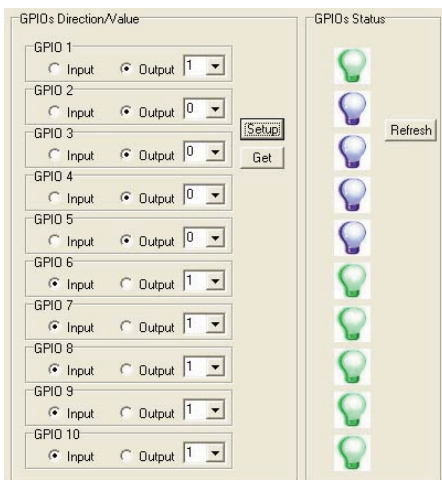 GPIOs Direction/Value
GPIO 1
Input Output 1
GPIO 2
Input Output 0
GPIO 3
Input Output 0
GPIO 4
Input Output 0
GPIO 5
Input Output 0
GPIO 6
Input Output 1
GPIO 7
Input Output 1
GPIO 8
Input Output 1
GPIO 9
Input Output 1
GPIO 10
Input Output 1
Setup
Get
GPIOs Status
Refresh